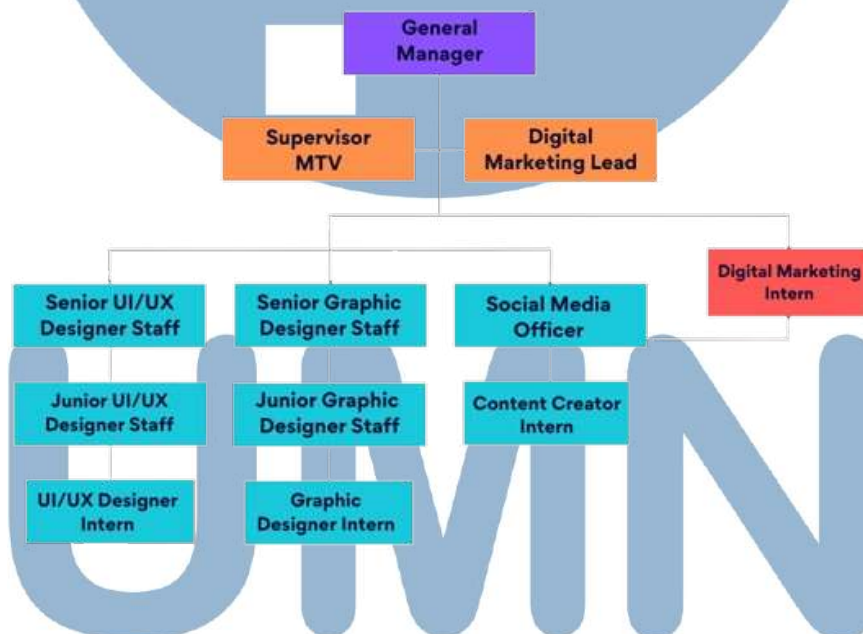 General
Manager
Supervisor
MTV
Digital
Marketing Lead
Digital Marketing
Intern
Senior UI/UX
Designer Staff
Senior Graphic
Designer Staff
Social Media
Officer
Junior UI/UX
Designer Staff
Junior Graphic
Designer Staff
Content Creator
Intern
UI/UX Designer
Intern
Graphic
Designer Intern
UMN